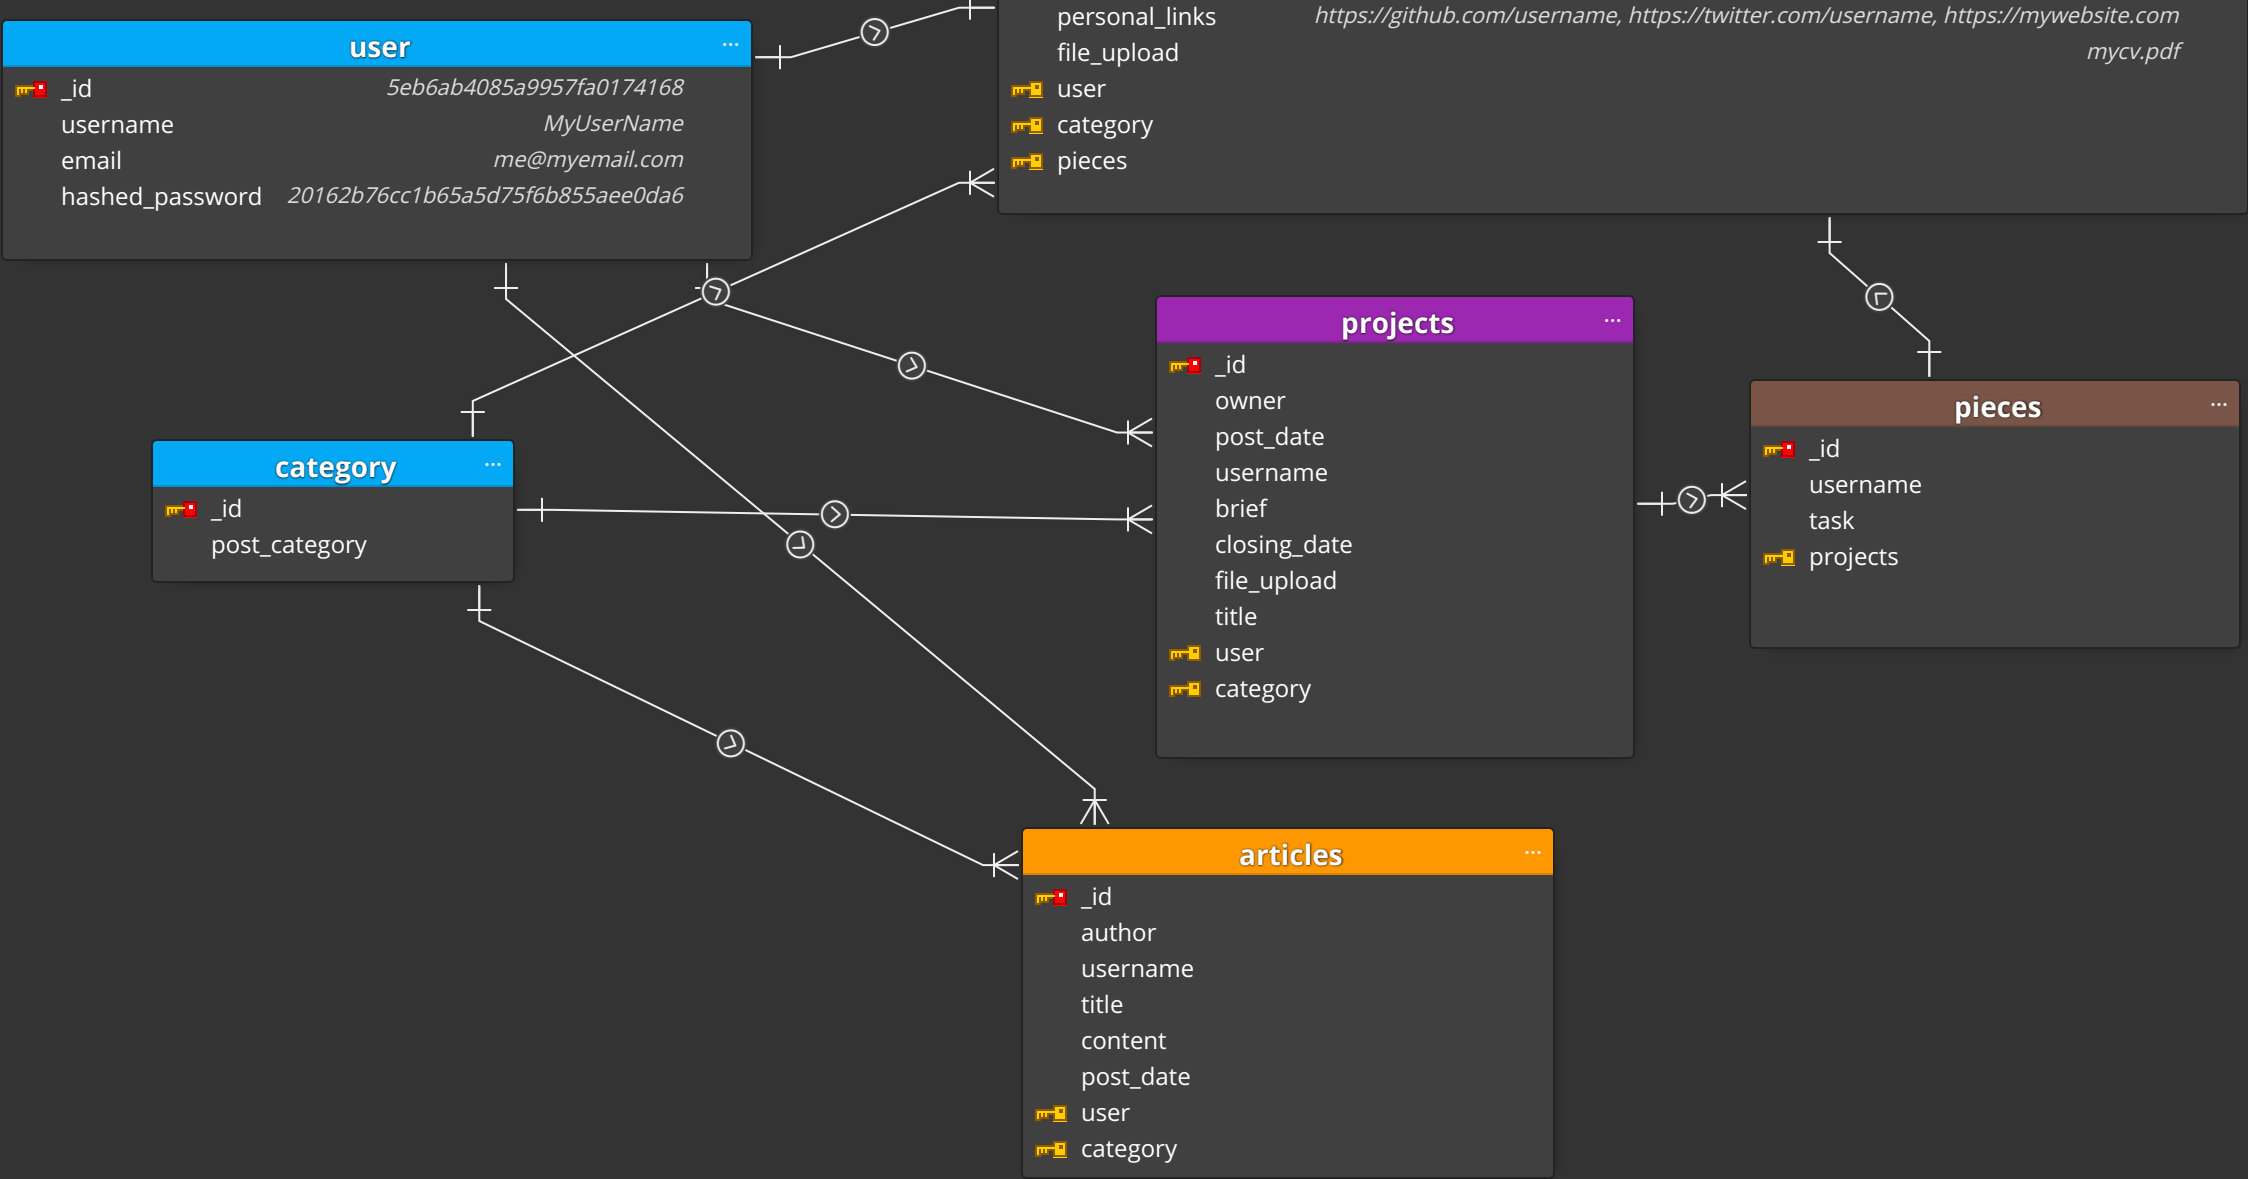 user
...
_id 5eb6ab4085a9957fa0174168
username MyUserName
email me@myemail.com
hashed_password 20162b76cc1b65a5d75f6b855aee0da6
personal_links https://github.com/username, https://twitter.com/username, https://mywebsite.com
file_upload mycv.pdf
user
category
pieces
projects
...
_id
owner
post_date
username
brief
closing_date
file_upload
title
user
category
pieces
...
_id
username
task
projects
category
...
_id
post_category
articles
...
_id
author
username
title
content
post_date
user
category